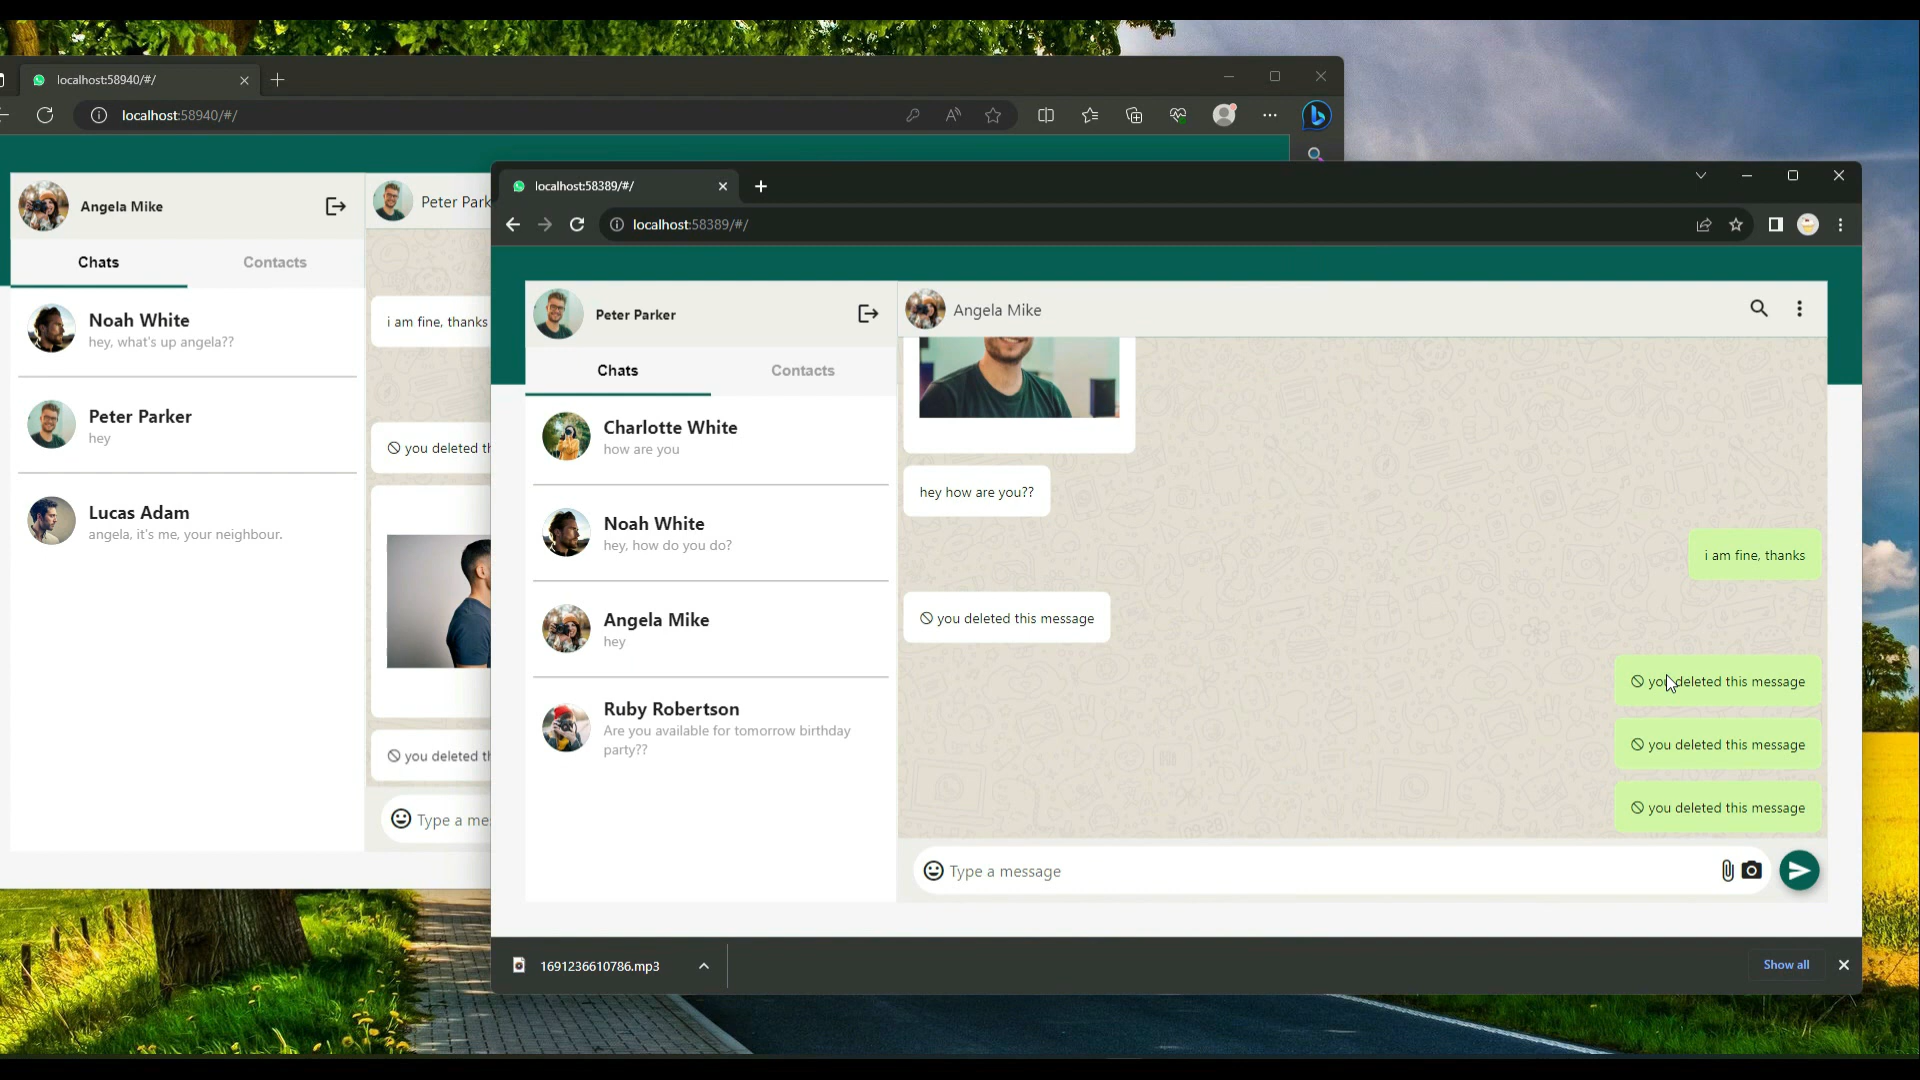 localhost:58940/#/
localhost:58940/#/
Angela Mike
Chats
Contacts
Noah White
hey, what's up angela??
Peter Parker
hey
Lucas Adam
angela, it's me, your neighbour.
Peter Park
i am fine, thanks
you deleted th
you deleted th
Type a me
localhost:58389/#/
localhost:58389/#/
Peter Parker
Chats
Contacts
Charlotte White
how are you
Noah White
hey, how do you do?
Angela Mike
hey
Ruby Robertson
Are you available for tomorrow birthday
party??
Angela Mike
hey how are you??
i am fine, thanks
you deleted this message
you deleted this message
you deleted this message
you deleted this message
Type a message
1691236610786.mp3
Show all